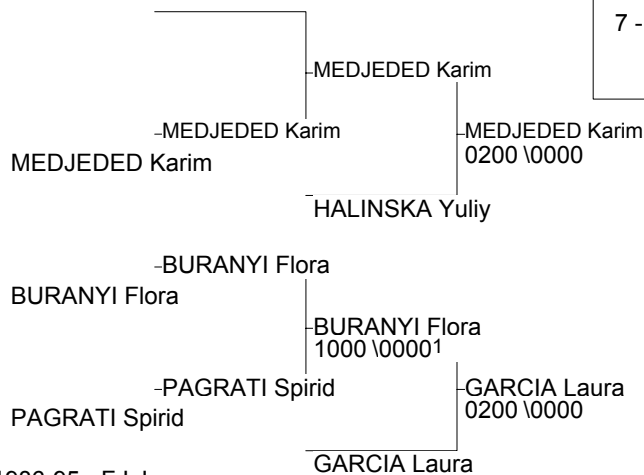 7 -
MEDJEDED Karim
MEDJEDED Karim
MEDJEDED Karim
0200 \0000
MEDJEDED Karim
HALINSKA Yuliy
BURANYI Flora
BURANYI Flora
BURANYI Flora
1000 \00001
PAGRATI Spirid
GARCIA Laura
0200 \0000
PAGRATI Spirid
GARCIA Laura